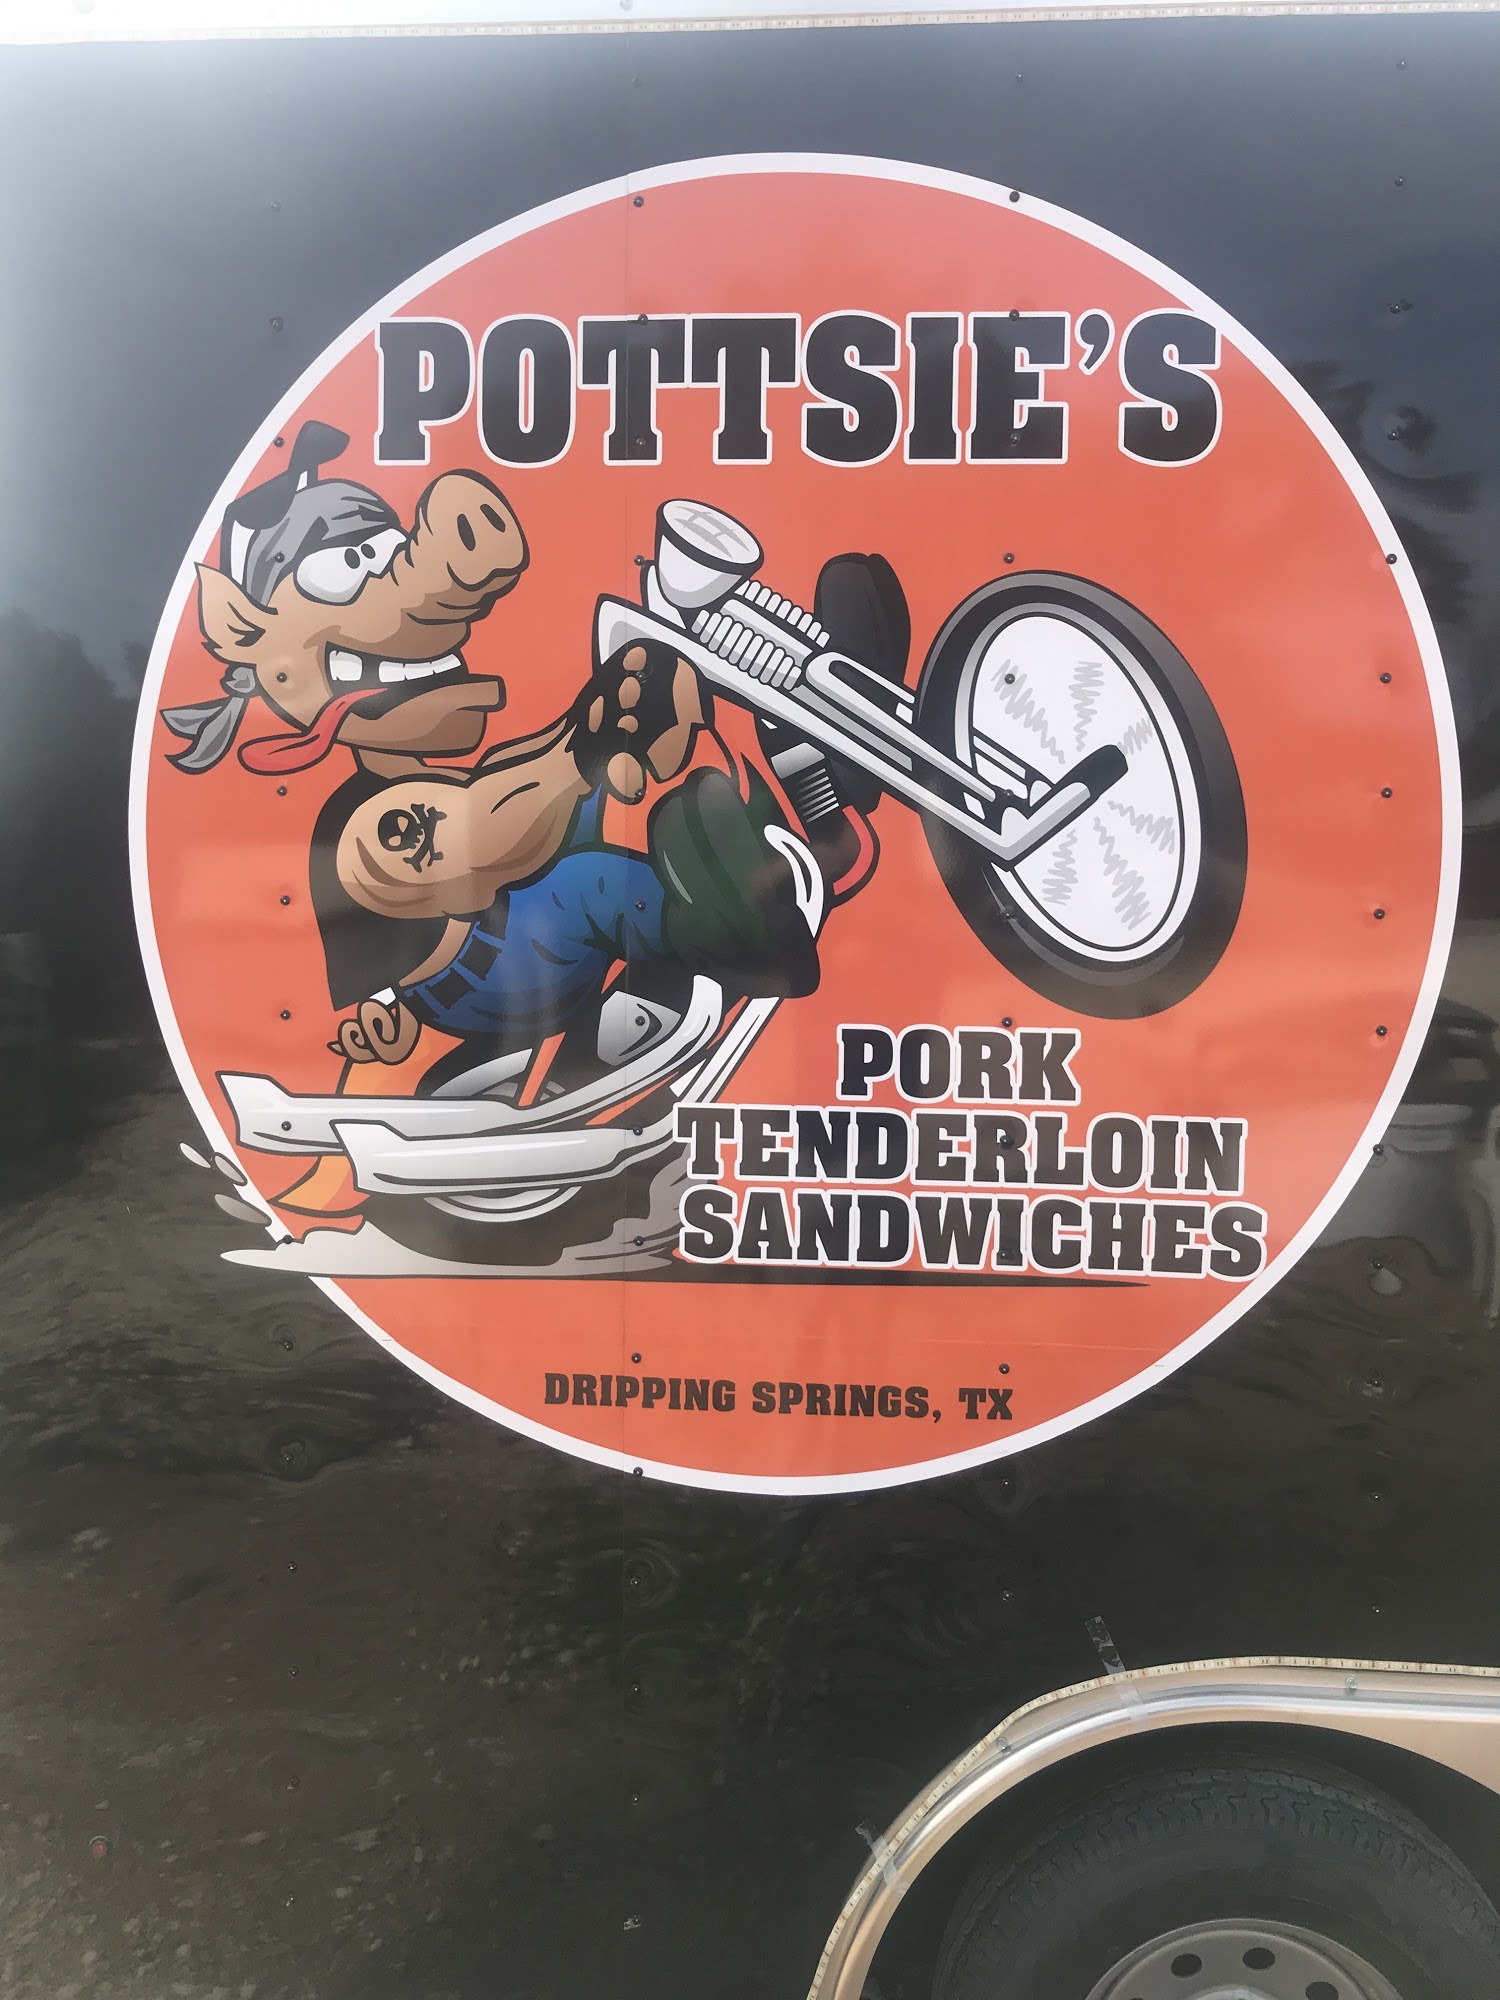 POTTSIE'S
PORK
TENDERLOIN
SANDWICHES
DRIPPING SPRINGS, TX